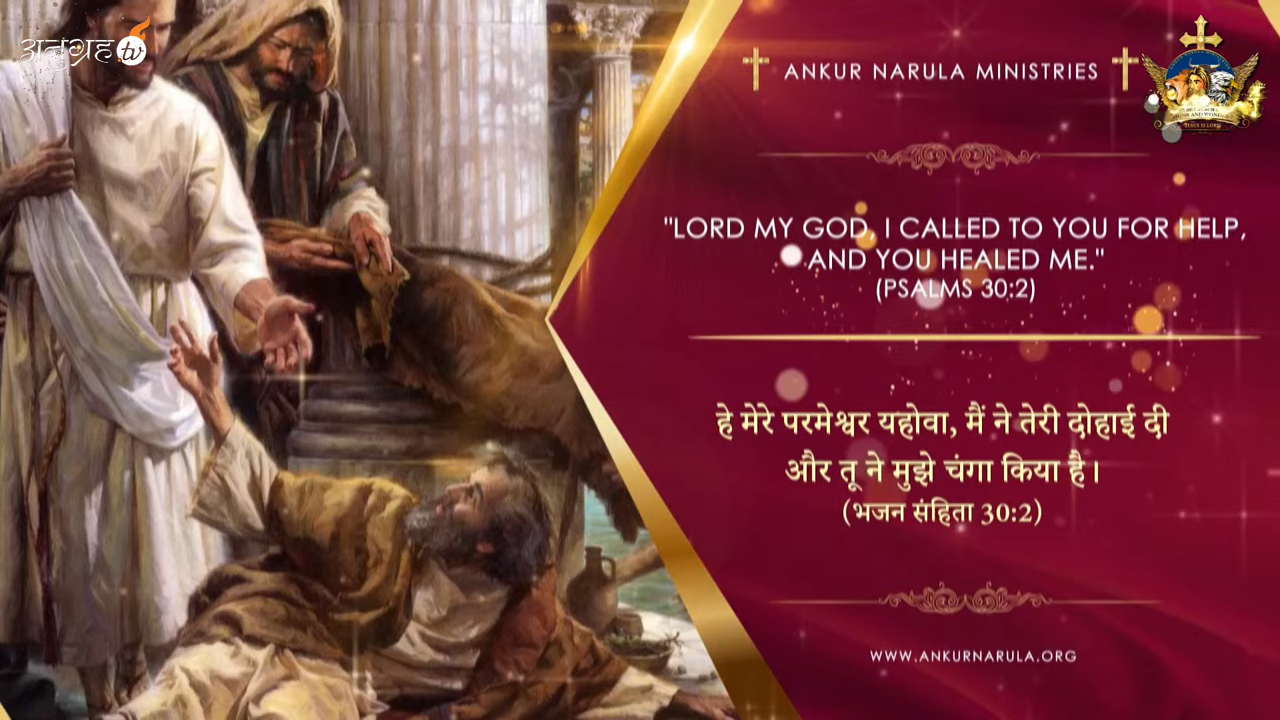 अनुग्रह tv
ANKUR NARULA MINISTRIES
"LORD MY GOD, I CALLED TO YOU FOR HELP,
AND YOU HEALED ME."
(PSALMS 30:2)
हे मेरे परमेश्वर यहोवा, मैं ने तेरी दोहाई दी
और तू ने मुझे चंगा किया है।
(भजन संहिता 30:2)
WWW.ANKURNARULA.ORG
JESUS IS LORD